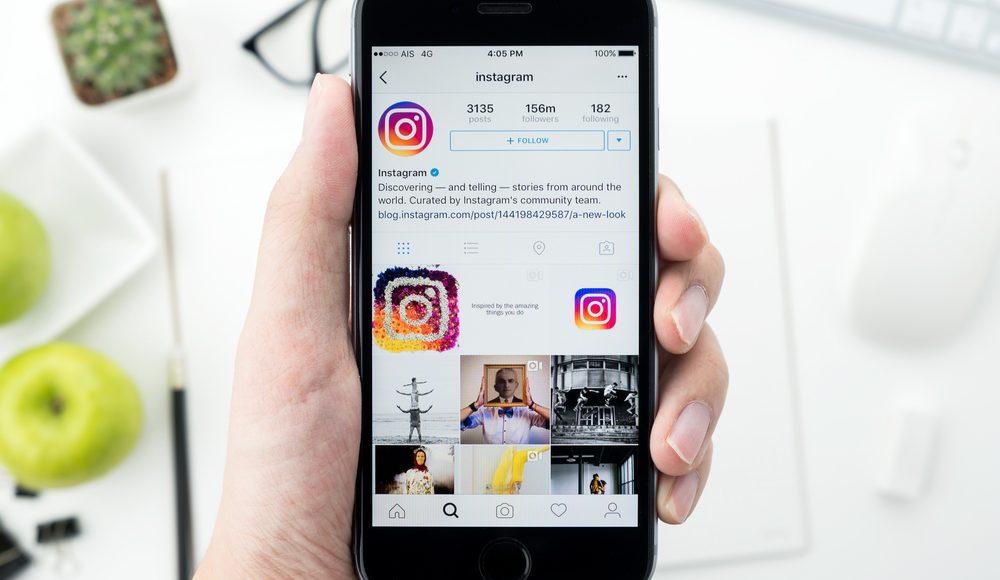 AIS 4G 4:05 PM 100%
instagram
3135 156m 182
posts followers following
+ FOLLOW
Instagram
Discovering — and telling — stories from around the
world. Curated by Instagram's community team.
blog.instagram.com/post/144198429587/a-new-look
Inspired by the amazing
things you do